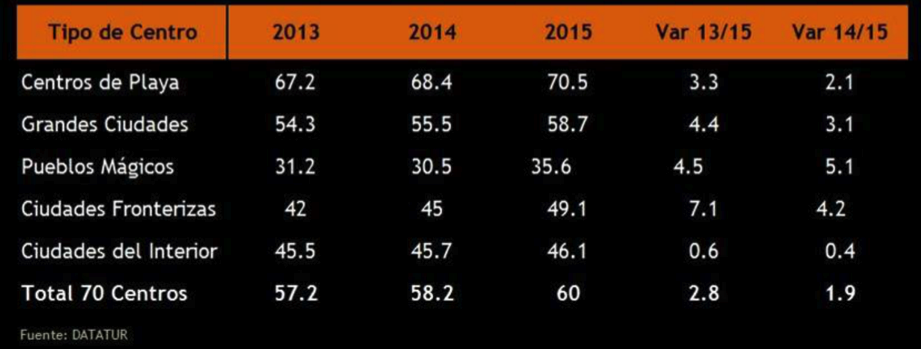 Tipo de Centro 2013 2014 2015 Var 13/15 Var 14/15
Centros de Playa 67.2 68.4 70.5 3.3 2.1
Grandes Ciudades 54.3 55.5 58.7 4.4 3.1
Pueblos Mágicos 31.2 30.5 35.6 4.5 5.1
Ciudades Fronterizas 42 45 49.1 7.1 4.2
Ciudades del Interior 45.5 45.7 46.1 0.6 0.4
Total 70 Centros 57.2 58.2 60 2.8 1.9
Fuente: DATATUR